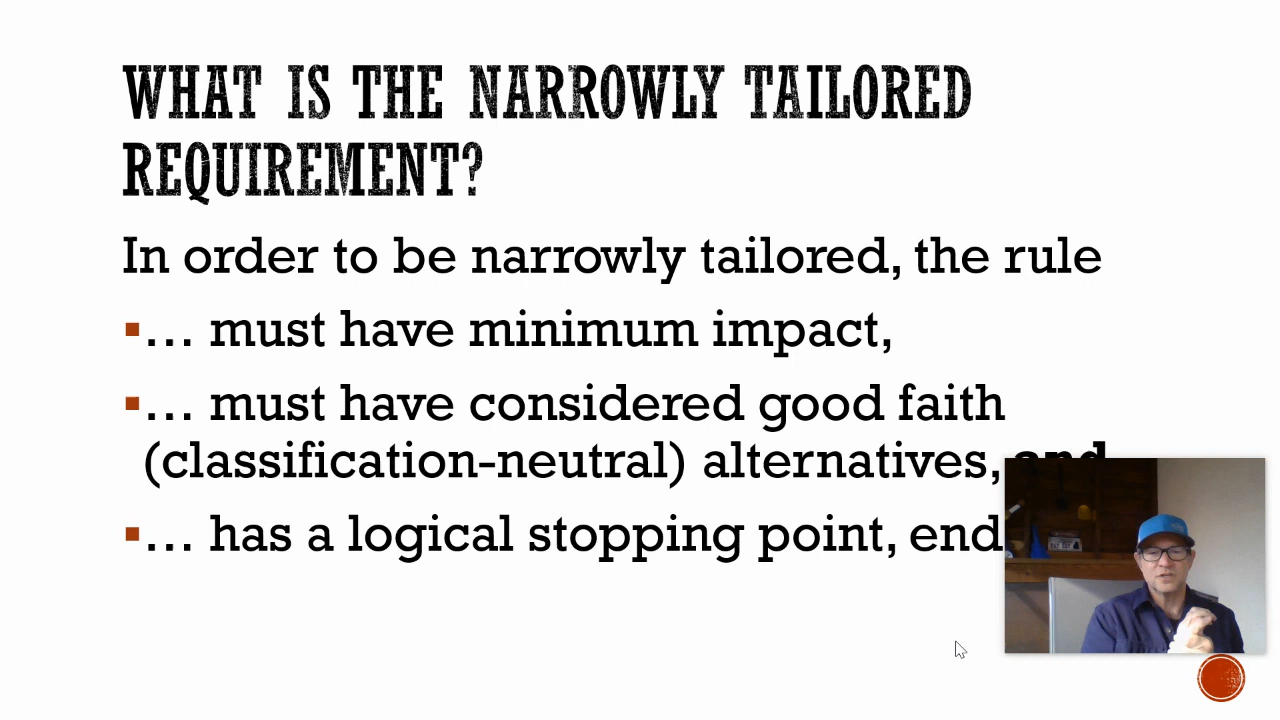 WHAT IS THE NARROWLY TAILORED
REQUIREMENT?
In order to be narrowly tailored, the rule
▪… must have minimum impact,
▪… must have considered good faith
(classification-neutral) alternatives, and
▪… has a logical stopping point, end